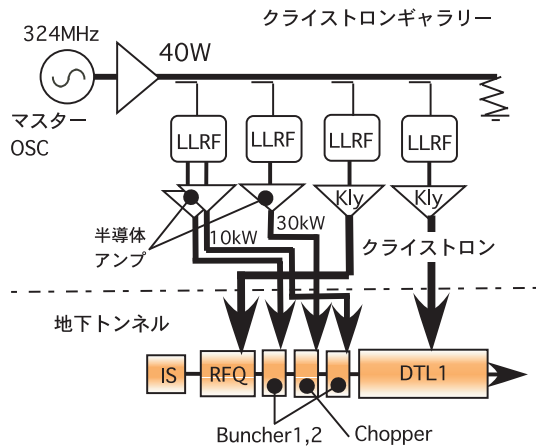 クライストロンギャラリー
324MHz
40W
マスター
OSC
LLRF
LLRF
LLRF
LLRF
Kly
Kly
半導体
アンプ
10kW
30kW
クライストロン
地下トンネル
IS
RFQ
DTL1
Buncher1,2
Chopper